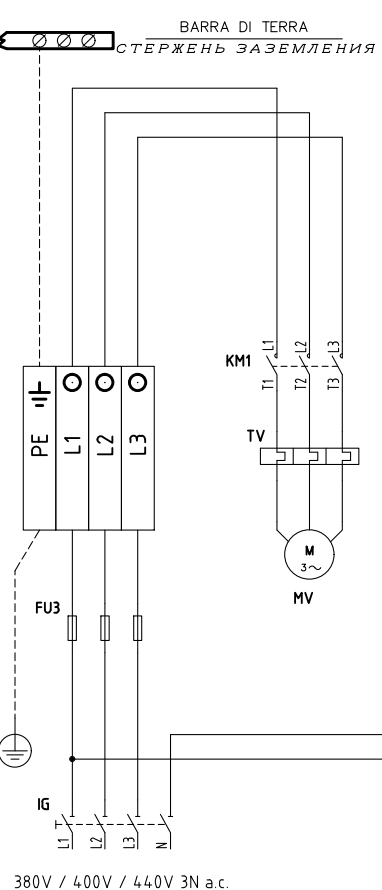 BARRA DI TERRA
СТЕРЖЕНЬ ЗАЗЕМЛЕНИЯ
KM1
L1
L2
L3
T1
T2
T3
PE
L1
L2
L3
TV
M
3~
MV
FU3
IG
L1
L2
L3
N
380V / 400V / 440V 3N a.c.